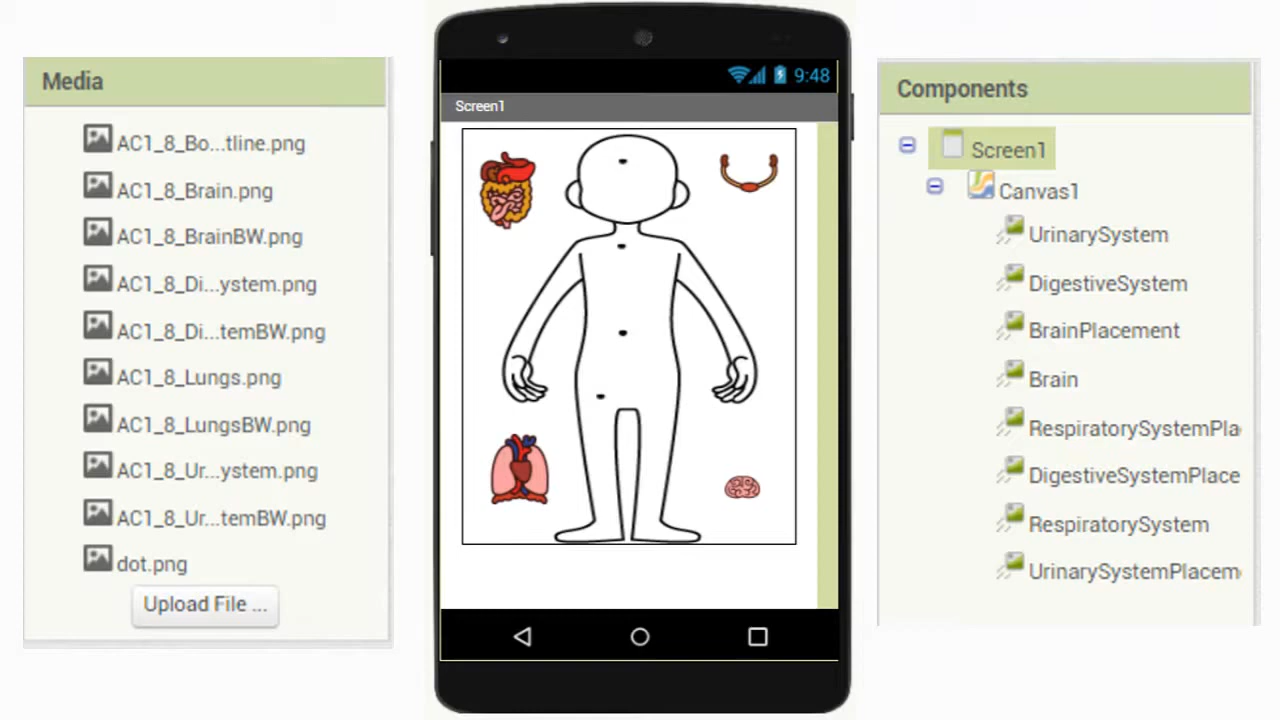 Media
AC1_8_Bo...tline.png
AC1_8_Brain.png
AC1_8_BrainBW.png
AC1_8_Di...ystem.png
AC1_8_Di...temBW.png
AC1_8_Lungs.png
AC1_8_LungsBW.png
AC1_8_Ur...ystem.png
AC1_8_Ur...temBW.png
dot.png
Upload File ...
9:48
Screen1
Components
Screen1
Canvas1
UrinarySystem
DigestiveSystem
BrainPlacement
Brain
RespiratorySystemPla
DigestiveSystemPlace
RespiratorySystem
UrinarySystemPlacem